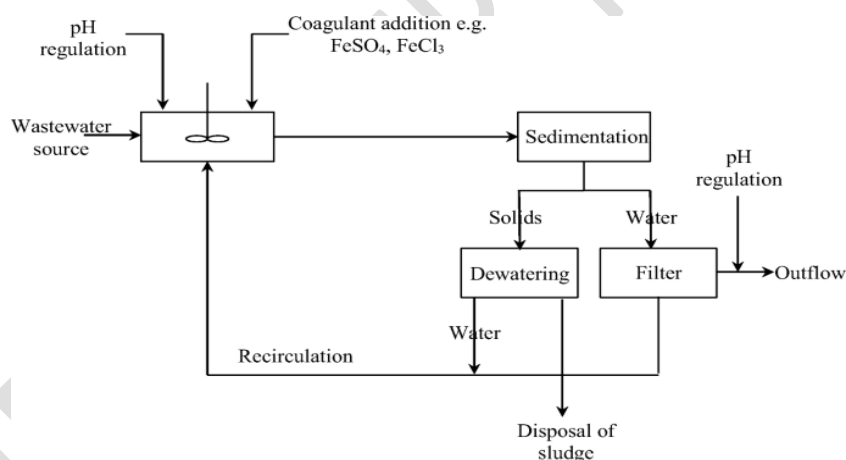 pH
regulation
Coagulant addition e.g.
FeSO₄, FeCl₃
Wastewater
source
Sedimentation
pH
regulation
Solids
Water
Dewatering
Filter
Outflow
Water
Recirculation
Disposal of
sludge